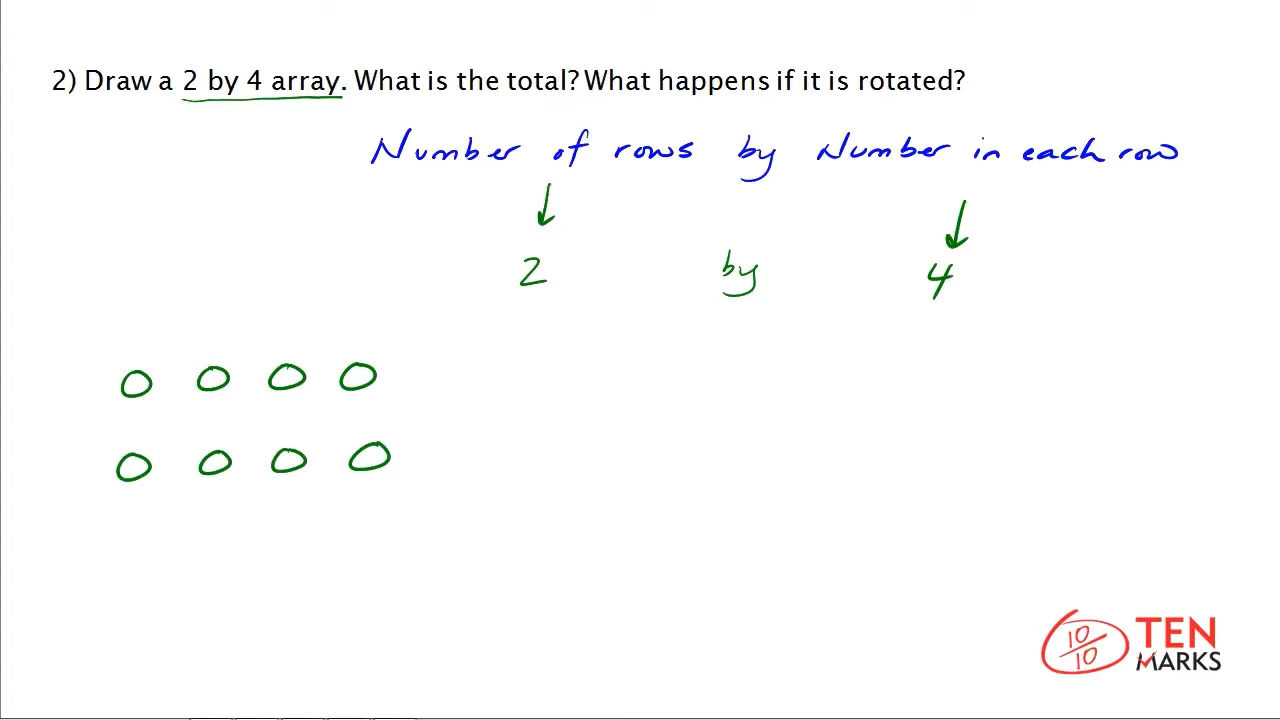 2) Draw a 2 by 4 array. What is the total? What happens if it is rotated?
Number of rows by Number in each row
2 by 4
10
10
TEN
MARKS